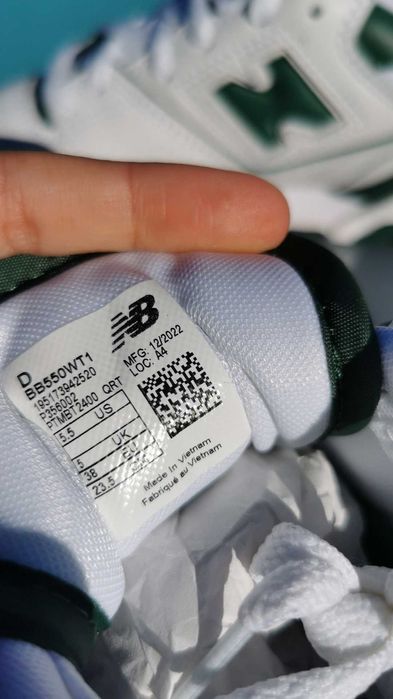 D
BB550WT1
195173942520
P356002
PTMBT2400 QRT
NB
MFG: 12/2022
LOC: A4
5.5 US
5 UK
38 EU
23.5
Made in Vietnam
Fabriqué au Vietnam
N